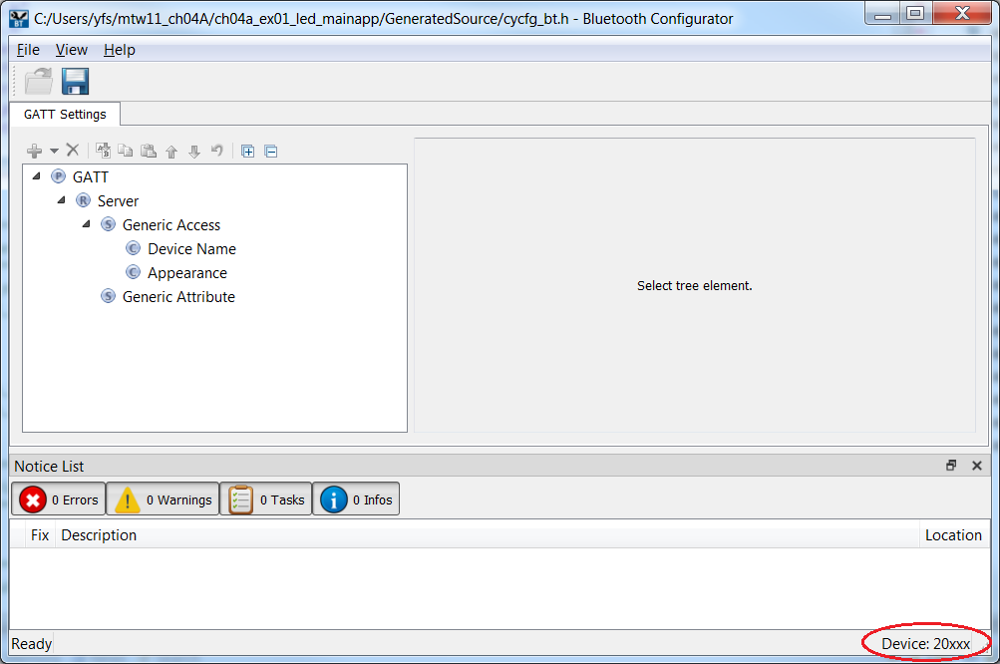 C:/Users/yfs/mtw11_ch04A/ch04a_ex01_led_mainapp/GeneratedSource/cycfg_bt.h - Bluetooth Configurator
File View Help
GATT Settings
P GATT
R Server
S Generic Access
C Device Name
C Appearance
S Generic Attribute
Select tree element.
Notice List
0 Errors 0 Warnings 0 Tasks 0 Infos
Fix Description Location
Ready Device: 20xxx